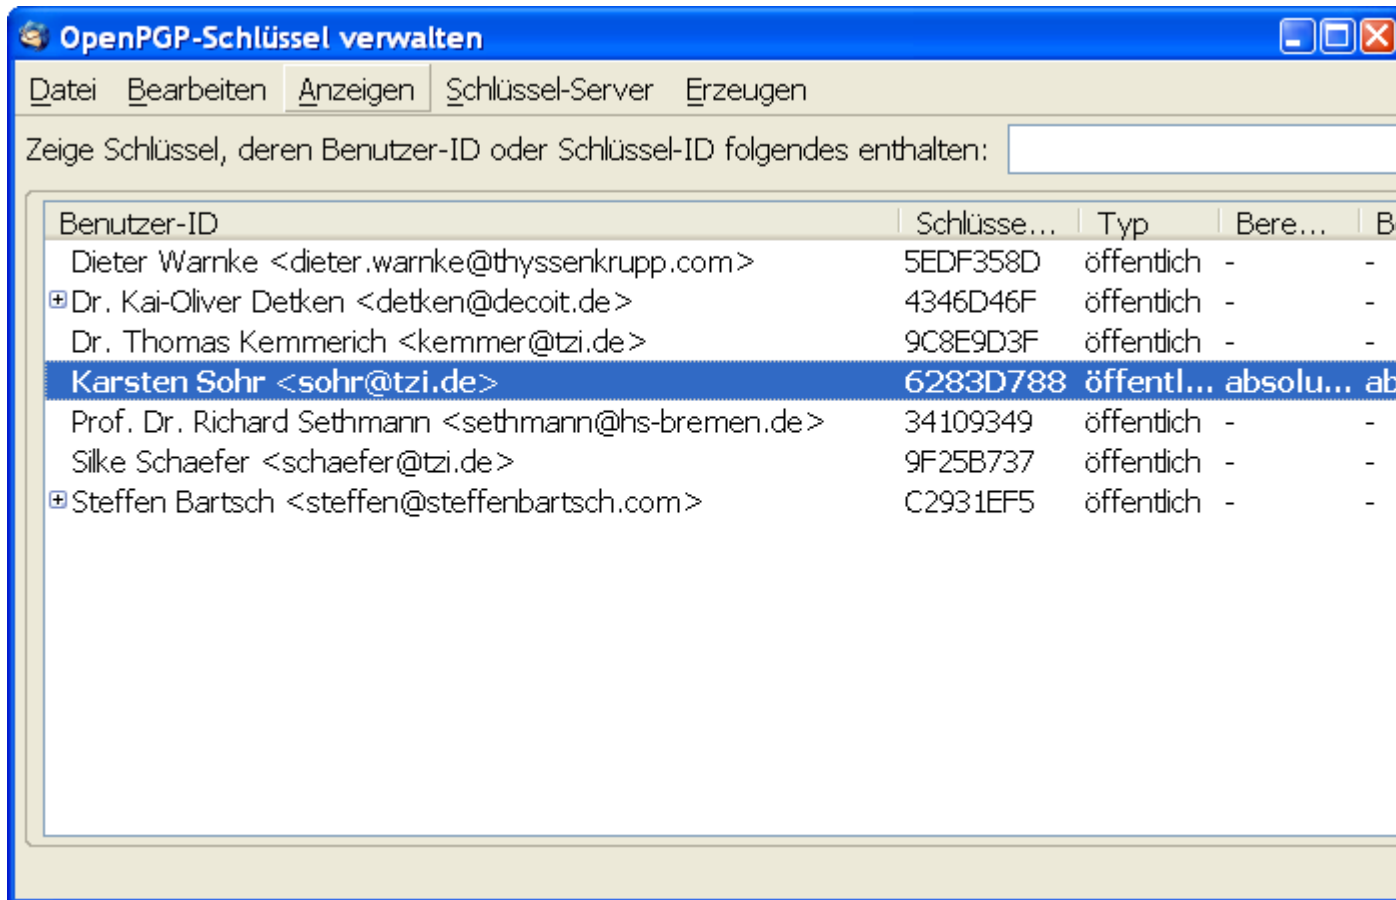 OpenPGP-Schlüssel verwalten
Datei Bearbeiten Anzeigen Schlüssel-Server Erzeugen
Zeige Schlüssel, deren Benutzer-ID oder Schlüssel-ID folgendes enthalten:
Benutzer-ID Schlüsse... Typ Bere... B
Dieter Warnke <dieter.warnke@thyssenkrupp.com> 5EDF358D öffentlich - -
Dr. Kai-Oliver Detken <detken@decoit.de> 4346D46F öffentlich - -
Dr. Thomas Kemmerich <kemmer@tzi.de> 9C8E9D3F öffentlich - -
Karsten Sohr <sohr@tzi.de> 6283D788 öffentl... absolu... ab
Prof. Dr. Richard Sethmann <sethmann@hs-bremen.de> 34109349 öffentlich - -
Silke Schaefer <schaefer@tzi.de> 9F25B737 öffentlich - -
Steffen Bartsch <steffen@steffenbartsch.com> C2931EF5 öffentlich - -